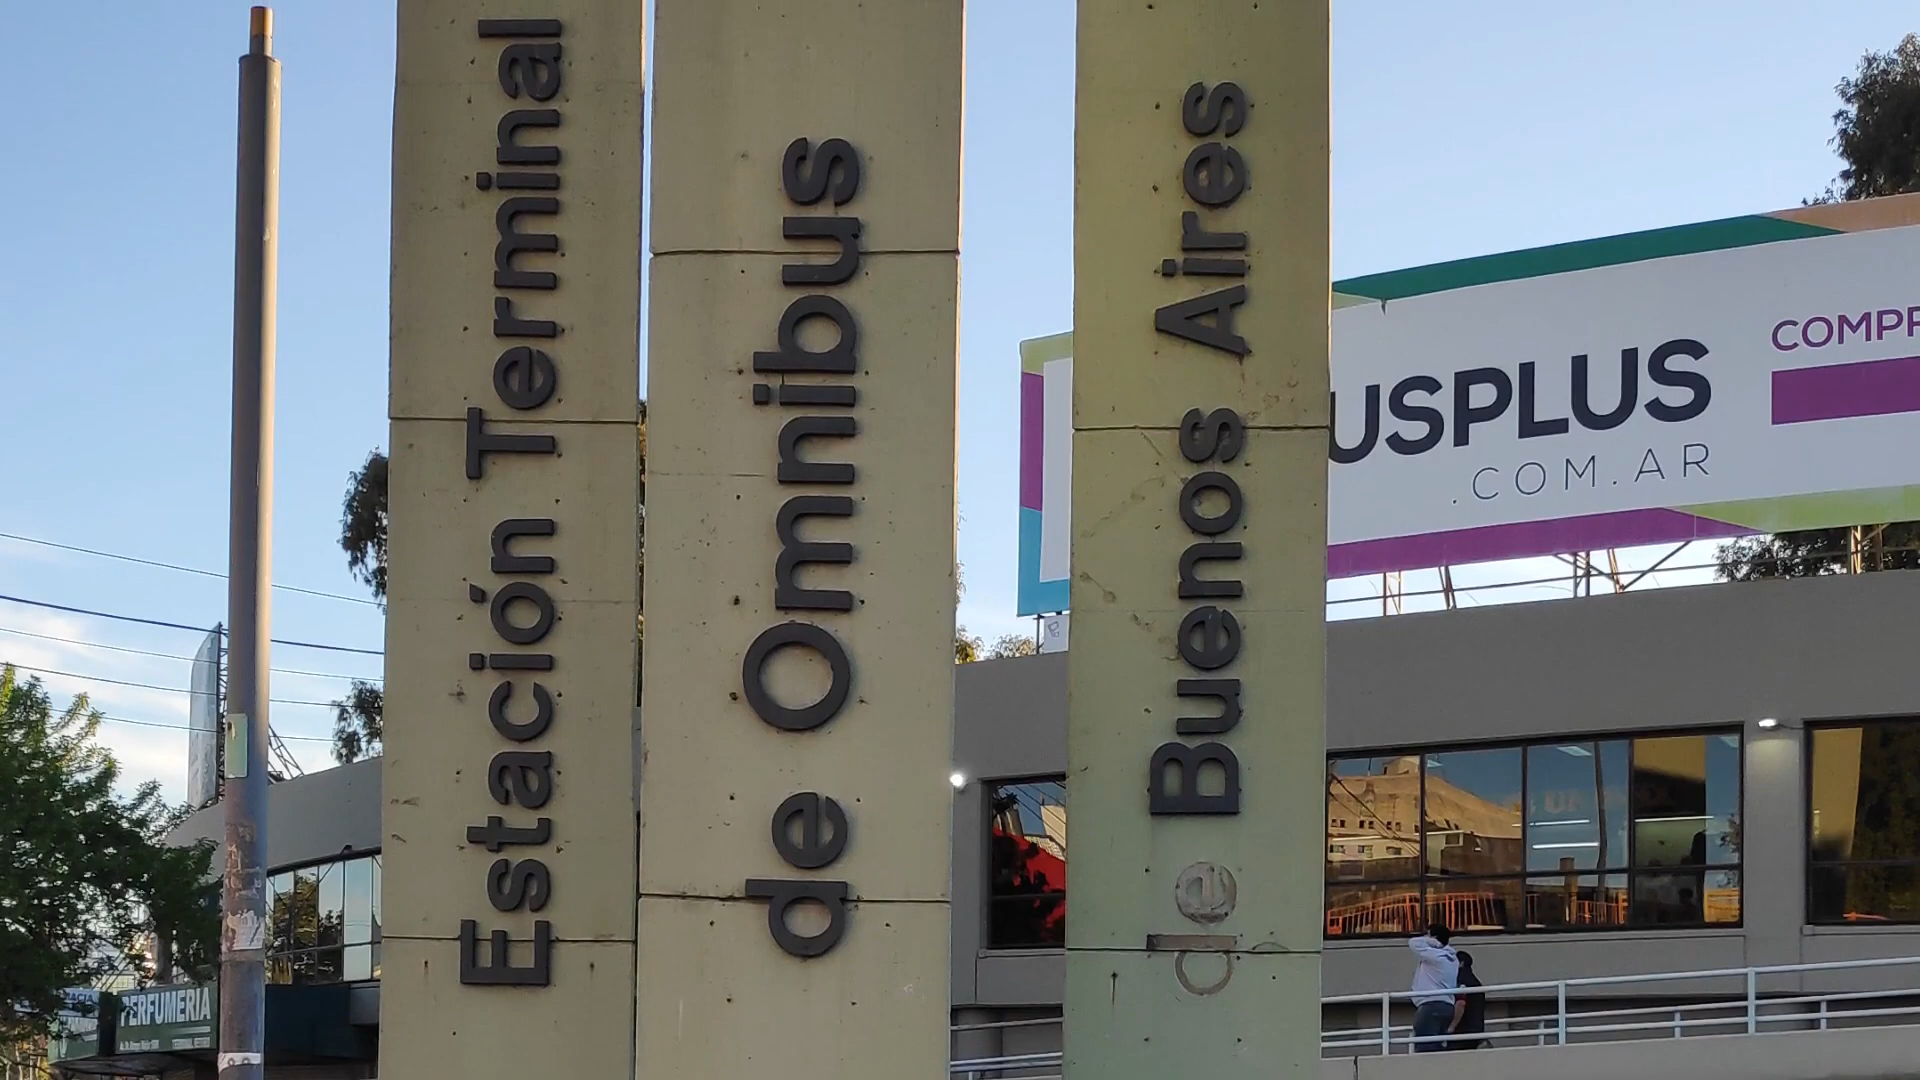 Estación Terminal
de Omnibus
de Buenos Aires
USPLUS
.COM.AR
COMPR
PERFUMERIA